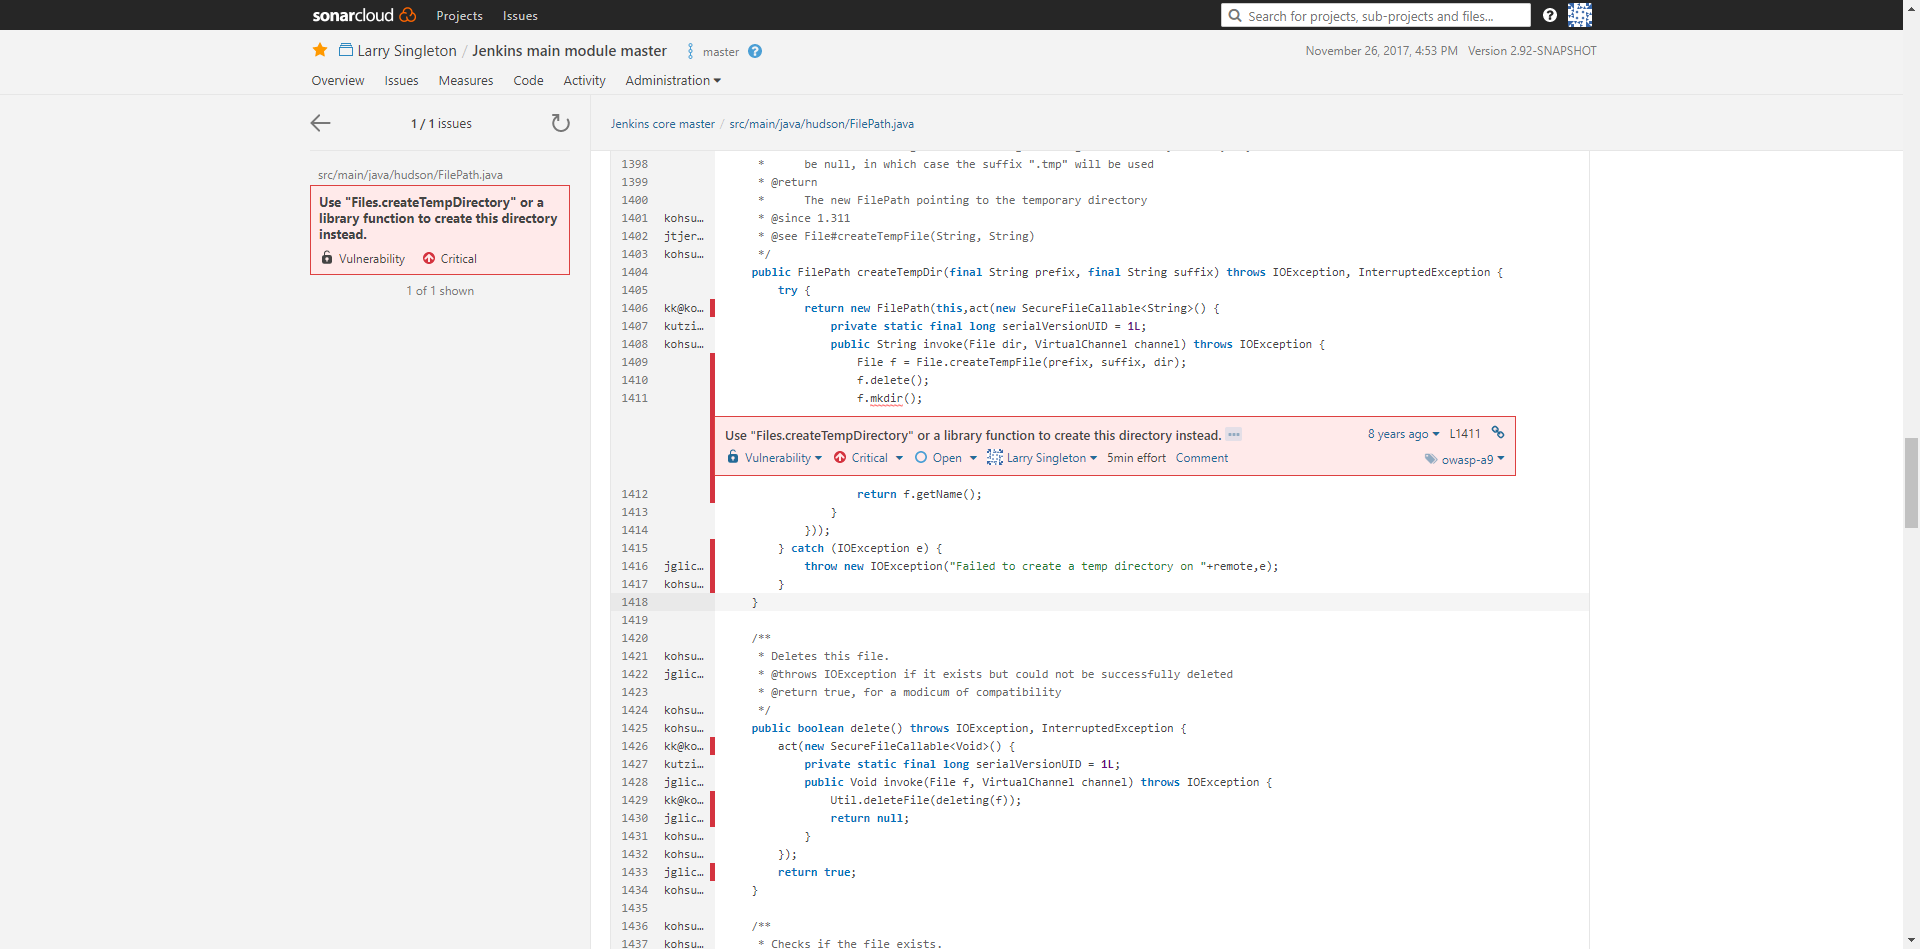 sonarcloud Projects Issues Search for projects, sub-projects and files... ?
Larry Singleton / Jenkins main module master master ? November 26, 2017, 4:53 PM Version 2.92-SNAPSHOT
Overview Issues Measures Code Activity Administration
1 / 1 issues
src/main/java/hudson/FilePath.java
Use "Files.createTempDirectory" or a
library function to create this directory
instead.
Vulnerability Critical
1 of 1 shown
Jenkins core master / src/main/java/hudson/FilePath.java
1398 * be null, in which case the suffix ".tmp" will be used
1399 * @return
1400 * The new FilePath pointing to the temporary directory
1401 kohsu… * @since 1.311
1402 jtjer… * @see File#createTempFile(String, String)
1403 kohsu… */
1404 public FilePath createTempDir(final String prefix, final String suffix) throws IOException, InterruptedException {
1405 try {
1406 kk@ko… return new FilePath(this,act(new SecureFileCallable<String>() {
1407 kutzi… private static final long serialVersionUID = 1L;
1408 kohsu… public String invoke(File dir, VirtualChannel channel) throws IOException {
1409 File f = File.createTempFile(prefix, suffix, dir);
1410 f.delete();
1411 f.mkdir();
Use "Files.createTempDirectory" or a library function to create this directory instead. ••• 8 years ago L1411
Vulnerability Critical Open Larry Singleton 5min effort Comment owasp-a9
1412 return f.getName();
1413 }
1414 }));
1415 } catch (IOException e) {
1416 jglic… throw new IOException("Failed to create a temp directory on "+remote,e);
1417 kohsu… }
1418 }
1419
1420 /**
1421 kohsu… * Deletes this file.
1422 jglic… * @throws IOException if it exists but could not be successfully deleted
1423 * @return true, for a modicum of compatibility
1424 kohsu… */
1425 kohsu… public boolean delete() throws IOException, InterruptedException {
1426 kk@ko… act(new SecureFileCallable<Void>() {
1427 kutzi… private static final long serialVersionUID = 1L;
1428 jglic… public Void invoke(File f, VirtualChannel channel) throws IOException {
1429 kk@ko… Util.deleteFile(deleting(f));
1430 jglic… return null;
1431 kohsu… }
1432 kohsu… });
1433 jglic… return true;
1434 kohsu… }
1435
1436 kohsu… /**
1437 kohsu… * Checks if the file exists.